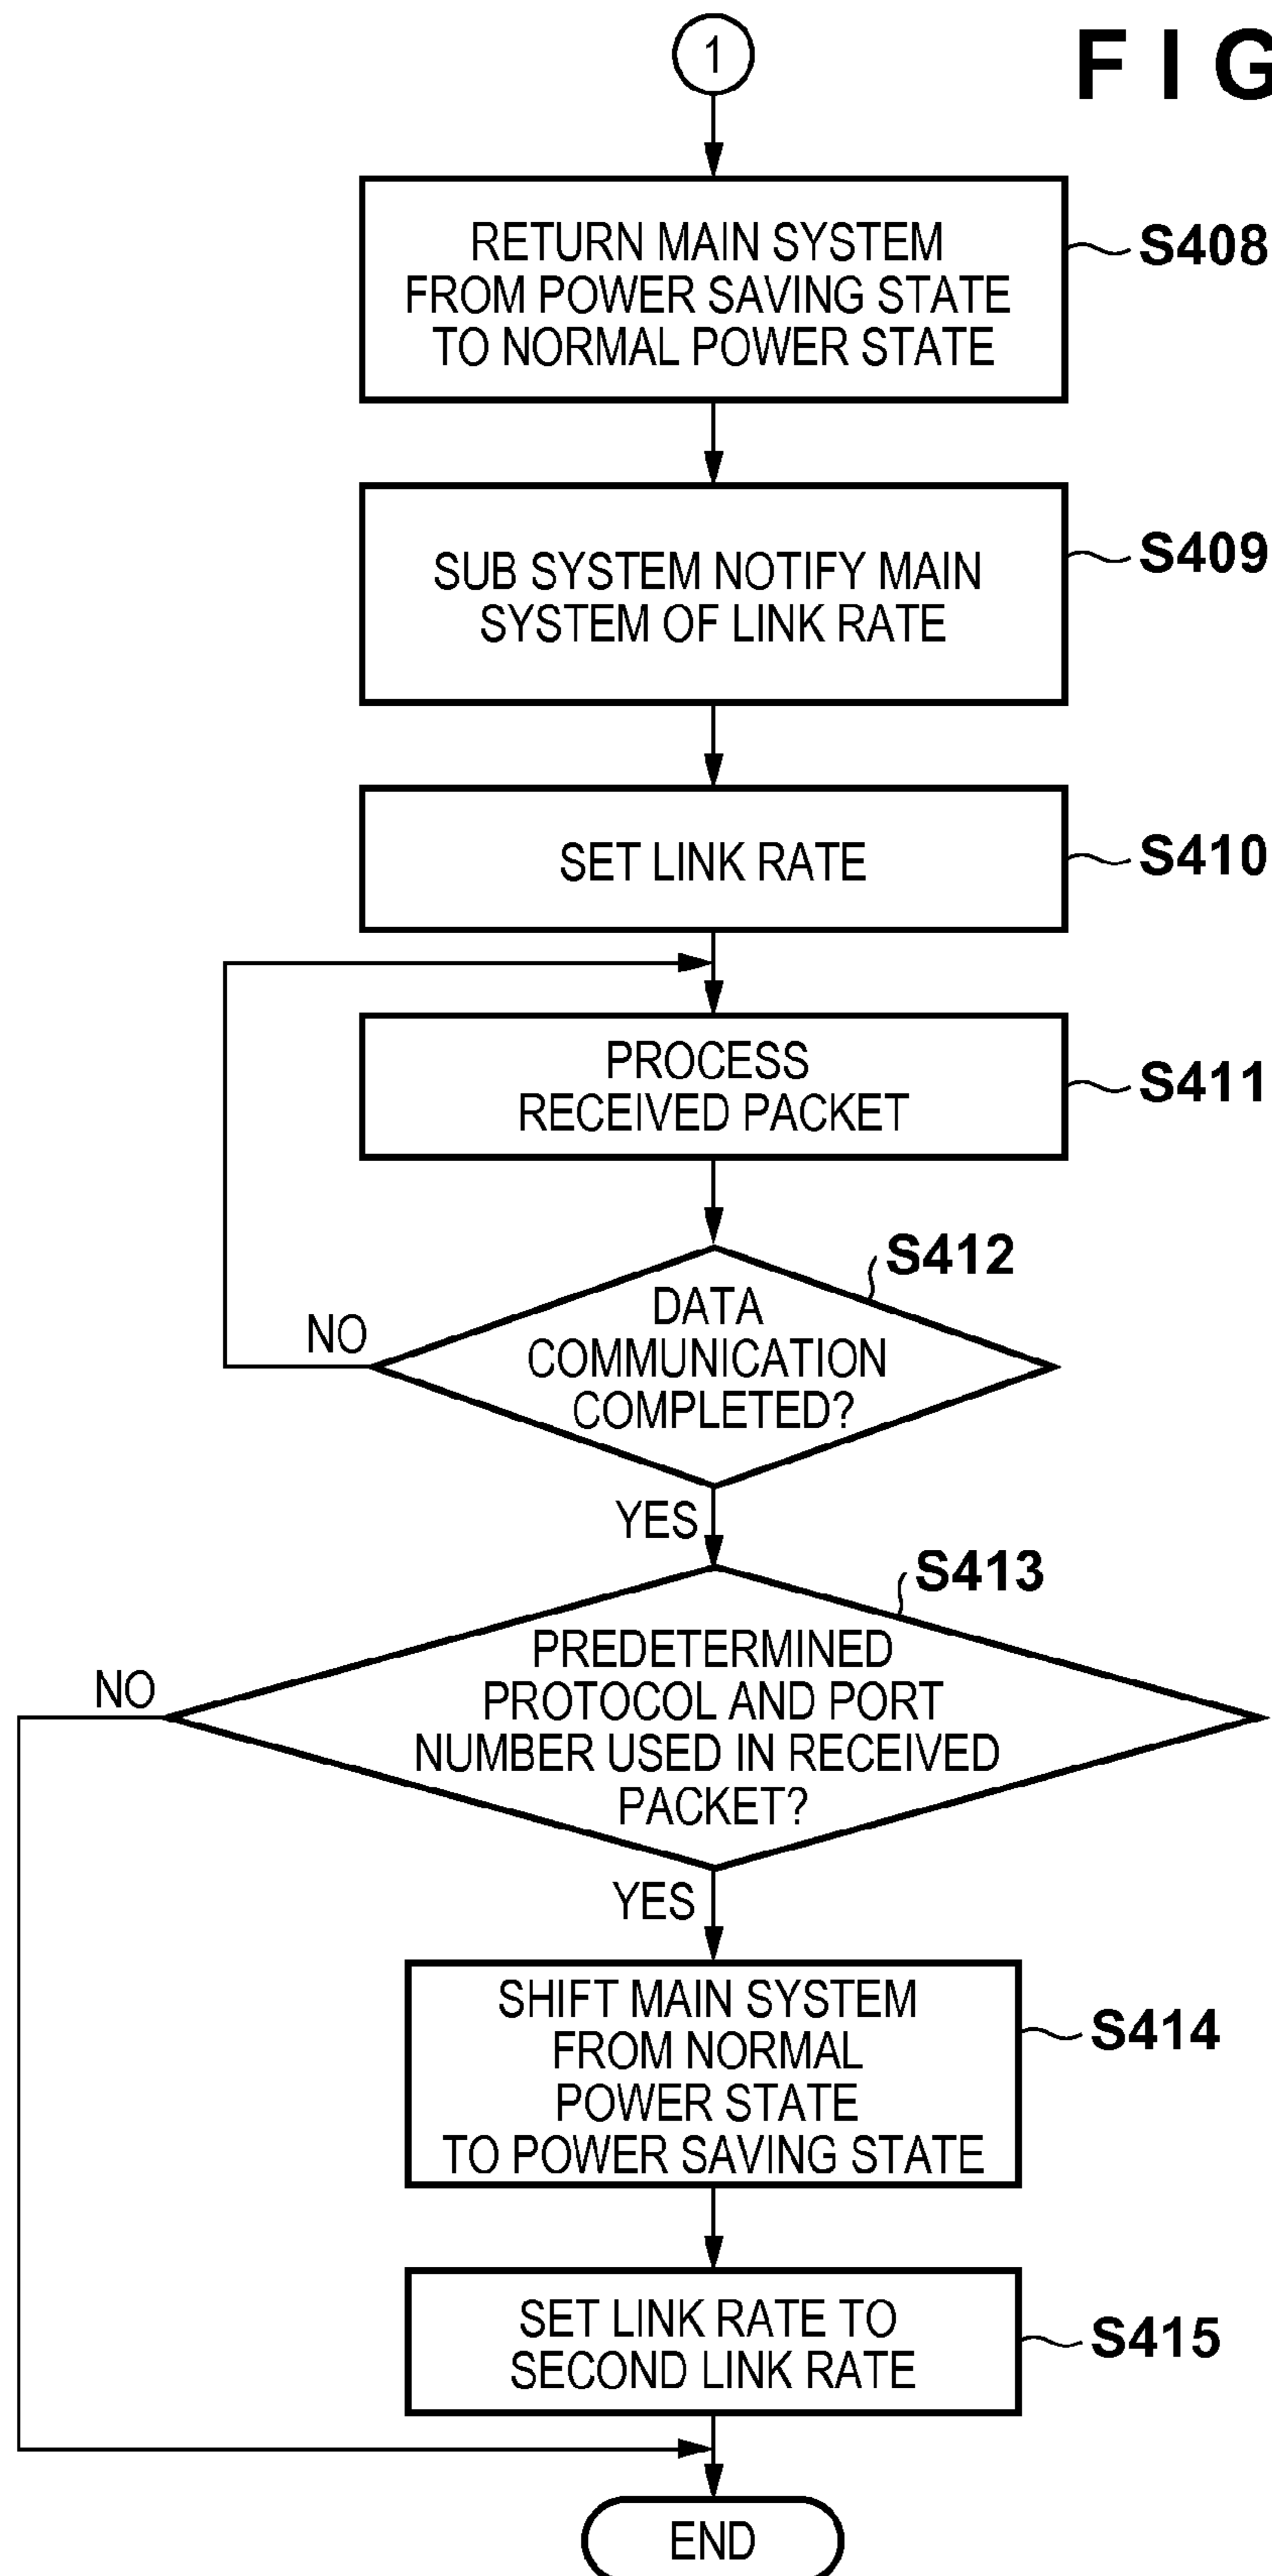 1
F I G
RETURN MAIN SYSTEM
FROM POWER SAVING STATE
TO NORMAL POWER STATE
S408
SUB SYSTEM NOTIFY MAIN
SYSTEM OF LINK RATE
S409
SET LINK RATE
S410
PROCESS
RECEIVED PACKET
S411
S412
DATA
COMMUNICATION
COMPLETED?
NO
YES
S413
PREDETERMINED
PROTOCOL AND PORT
NUMBER USED IN RECEIVED
PACKET?
NO
YES
SHIFT MAIN SYSTEM
FROM NORMAL
POWER STATE
TO POWER SAVING STATE
S414
SET LINK RATE TO
SECOND LINK RATE
S415
END